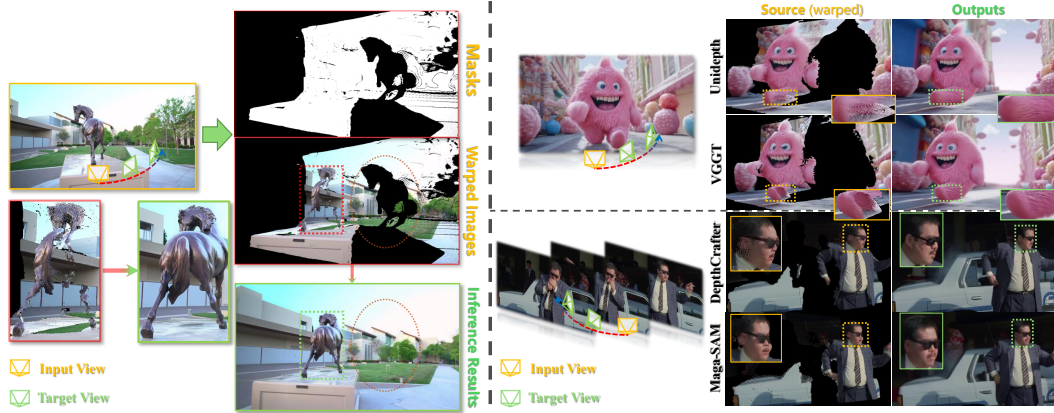 Masks
Warped Images
Inference Results
Input View
Target View
Source (warped)
Outputs
Unidepth
VGGT
DepthCrafter
Maga-SAM
Input View
Target View